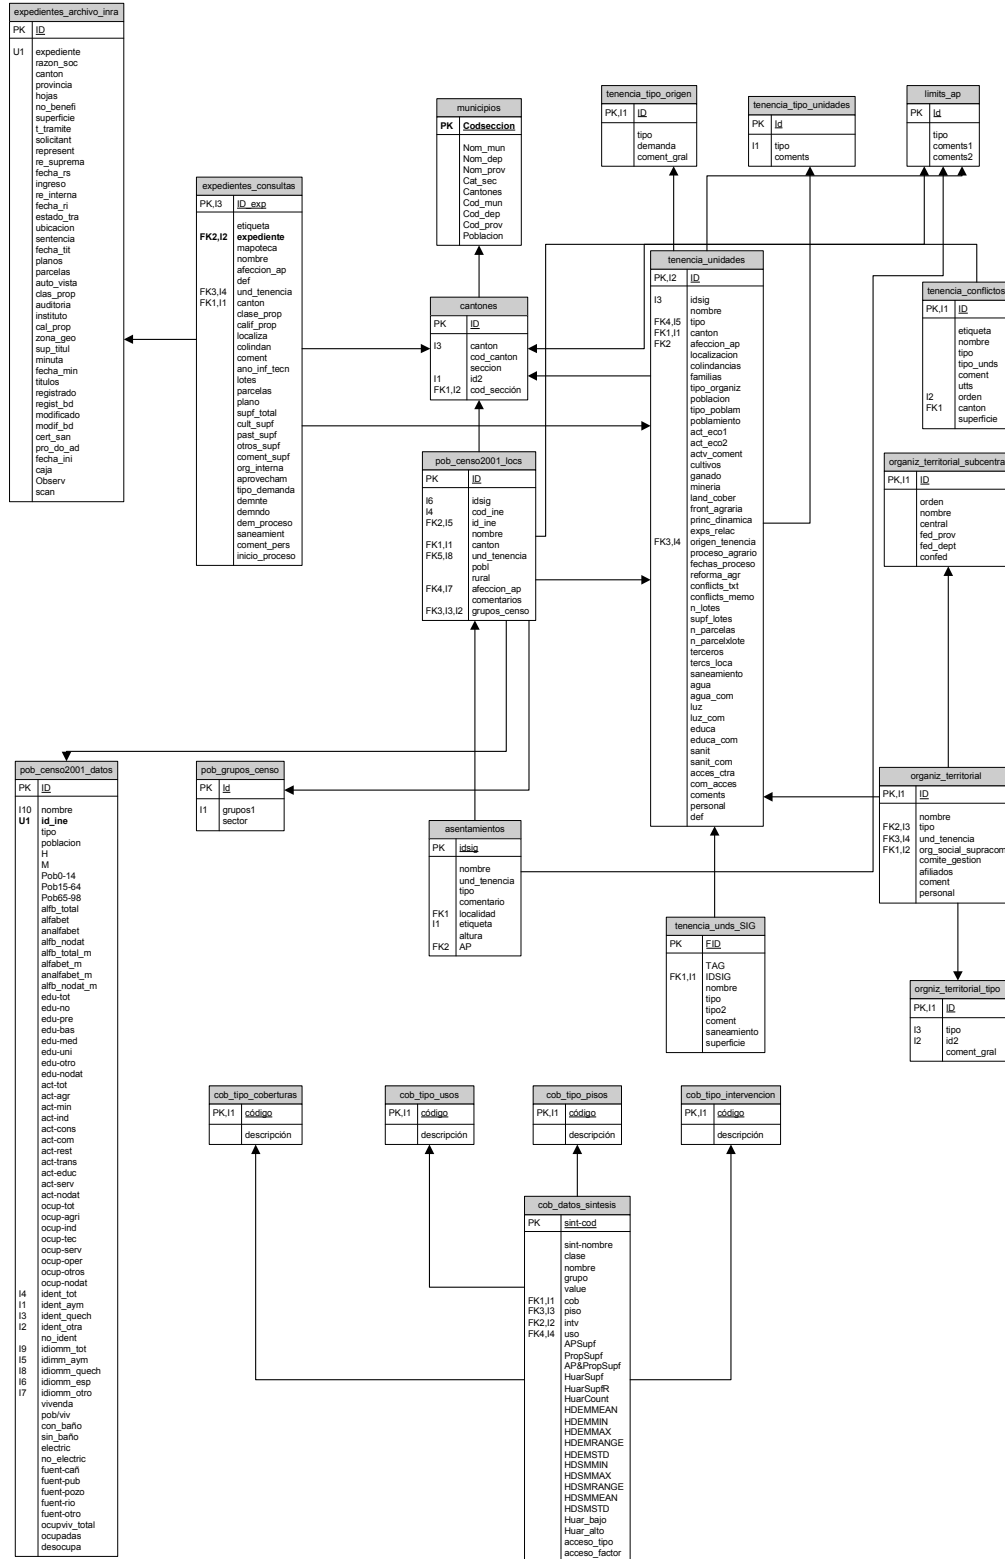 expedientes_archivo_inra
PK ID
U1 expediente
razon_soc
canton
provincia
hojas
no_benefi
superficie
t_tramite
solicitant
represent
re_suprema
fecha_rs
ingreso
re_interna
fecha_ri
estado_tra
ubicacion
sentencia
fecha_tit
planos
parcelas
auto_vista
clas_prop
auditoria
instituto
cal_prop
zona_geo
sup_titul
minuta
fecha_min
titulos
registrado
regist_bd
modificado
modif_bd
cert_san
pro_do_ad
fecha_ini
caja
Observ
scan
expedientes_consultas
PK,I3 ID_exp
etiqueta
FK2,I2 expediente
mapoteca
nombre
afeccion_ap
def
FK3,I4 und_tenencia
FK1,I1 canton
clase_prop
calif_prop
localiza
colindan
coment
ano_inf_tecn
lotes
parcelas
plano
supf_total
cult_supf
past_supf
otros_supf
coment_supf
org_interna
aprovecham
tipo_demanda
demnte
demndo
dem_proceso
saneamient
coment_pers
inicio_proceso
municipios
PK Codseccion
Nom_mun
Nom_dep
Nom_prov
Cat_sec
Cantones
Cod_mun
Cod_dep
Cod_prov
Poblacion
cantones
PK ID
I3 canton
cod_canton
seccion
I1 id2
FK1,I2 cod_sección
pob_censo2001_locs
PK ID
I6 idsig
I4 cod_ine
FK2,I5 id_ine
nombre
FK1,I1 canton
FK5,I8 und_tenencia
pobl
rural
FK4,I7 afeccion_ap
comentarios
FK3,I3,I2 grupos_censo
tenencia_tipo_origen
PK,I1 ID
tipo
demanda
coment_gral
tenencia_tipo_unidades
PK Id
I1 tipo
coments
limits_ap
PK Id
tipo
coments1
coments2
tenencia_unidades
PK,I2 ID
I3 idsig
nombre
FK4,I5 tipo
FK1,I1 canton
FK2 afeccion_ap
localizacion
colindancias
familias
tipo_organiz
poblacion
tipo_poblam
poblamiento
act_eco1
act_eco2
actv_coment
cultivos
ganado
mineria
land_cober
front_agraria
princ_dinamica
exps_relac
FK3,I4 origen_tenencia
proceso_agrario
fechas_proceso
reforma_agr
conflicts_txt
conflicts_memo
n_lotes
supf_lotes
n_parcelas
n_parcelxlote
terceros
tercs_loca
saneamiento
agua
agua_com
luz
luz_com
educa
educa_com
sanit
sanit_com
acces_ctra
com_acces
coments
personal
def
tenencia_conflictos
PK,I1 ID
etiqueta
nombre
tipo
tipo_unds
coment
utts
I2 orden
FK1 canton
superficie
organiz_territorial_subcentra
PK,I1 ID
orden
nombre
central
fed_prov
fed_dept
confed
pob_censo2001_datos
PK ID
I10 nombre
U1 id_ine
tipo
poblacion
H
M
Pob0-14
Pob15-64
Pob65-98
alfb_total
alfabet
analfabet
alfb_nodat
alfb_total_m
alfabet_m
analfabet_m
alfb_nodat_m
edu-tot
edu-no
edu-pre
edu-bas
edu-med
edu-uni
edu-otro
edu-nodat
act-tot
act-agr
act-min
act-ind
act-cons
act-com
act-rest
act-trans
act-educ
act-serv
act-nodat
ocup-tot
ocup-agri
ocup-ind
ocup-tec
ocup-serv
ocup-oper
ocup-otros
ocup-nodat
I4 ident_tot
I1 ident_aym
I3 ident_quech
I2 ident_otra
no_ident
I9 idiomm_tot
I5 idimm_aym
I8 idiomm_quech
I6 idiomm_esp
I7 idiomm_otro
vivenda
pob/viv
con_baño
sin_baño
electric
no_electric
fuent-cañ
fuent-pub
fuent-pozo
fuent-rio
fuent-otro
ocupviv_total
ocupadas
desocupa
pob_grupos_censo
PK Id
I1 grupos1
sector
asentamientos
PK idsig
nombre
und_tenencia
tipo
comentario
FK1 localidad
I1 etiqueta
altura
FK2 AP
organiz_territorial
PK,I1 ID
nombre
FK2,I3 tipo
FK3,I4 und_tenencia
FK1,I2 org_social_supracom
comite_gestion
afiliados
coment
personal
tenencia_unds_SIG
PK FID
TAG
FK1,I1 IDSIG
nombre
tipo
tipo2
coment
saneamiento
superficie
orgniz_territorial_tipo
PK,I1 ID
I3 tipo
I2 id2
coment_gral
cob_tipo_coberturas
PK,I1 código
descripción
cob_tipo_usos
PK,I1 código
descripción
cob_tipo_pisos
PK,I1 código
descripción
cob_tipo_intervencion
PK,I1 código
descripción
cob_datos_sintesis
PK sint-cod
sint-nombre
clase
nombre
grupo
value
FK1,I1 cob
FK3,I3 piso
FK2,I2 intv
FK4,I4 uso
APSupf
PropSupf
AP&PropSupf
HuarSupf
HuarSupfR
HuarCount
HDEMMEAN
HDEMMIN
HDEMMAX
HDEMRANGE
HDEMSTD
HDSMMIN
HDSMMAX
HDSMRANGE
HDSMMEAN
HDSMSTD
Huar_bajo
Huar_alto
acceso_tipo
acceso_factor